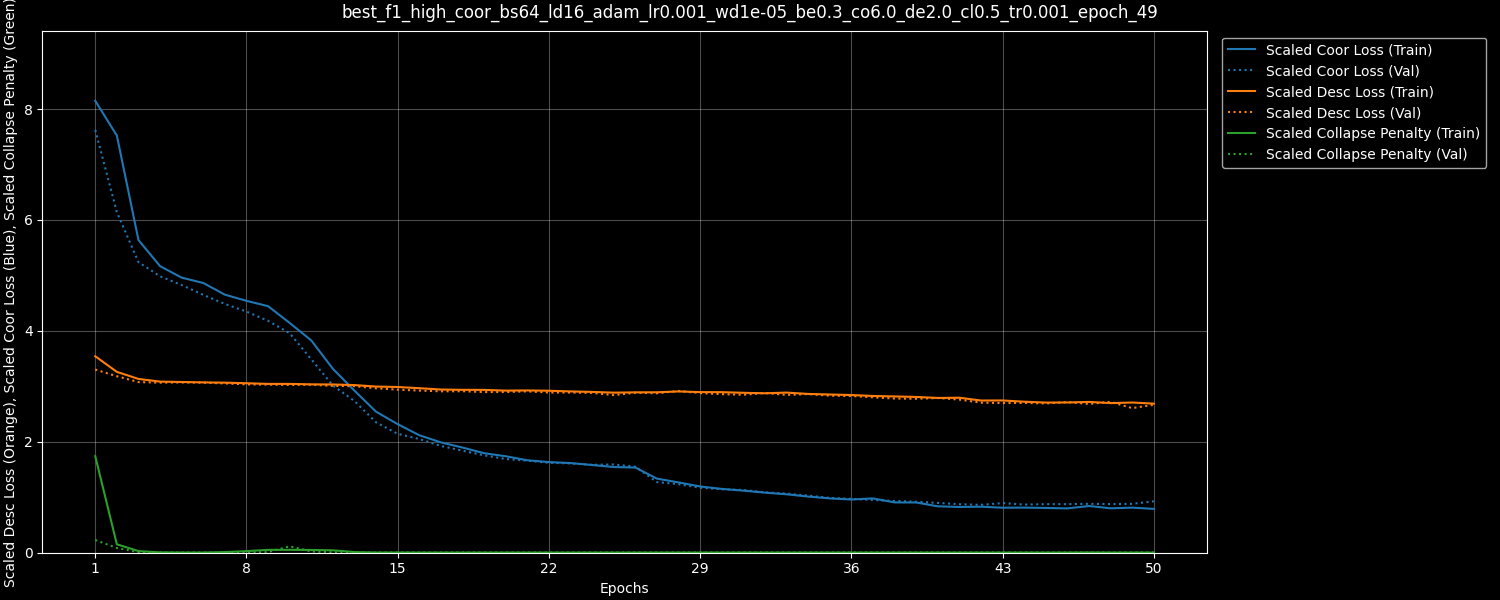 best_f1_high_coor_bs64_ld16_adam_lr0.001_wd1e-05_be0.3_co6.0_de2.0_cl0.5_tr0.001_epoch_49
Scaled Desc Loss (Orange), Scaled Coor Loss (Blue), Scaled Collapse Penalty (Green)
8
6
4
2
0
1 8 15 22 29 36 43 50
Epochs
Scaled Coor Loss (Train)
Scaled Coor Loss (Val)
Scaled Desc Loss (Train)
Scaled Desc Loss (Val)
Scaled Collapse Penalty (Train)
Scaled Collapse Penalty (Val)